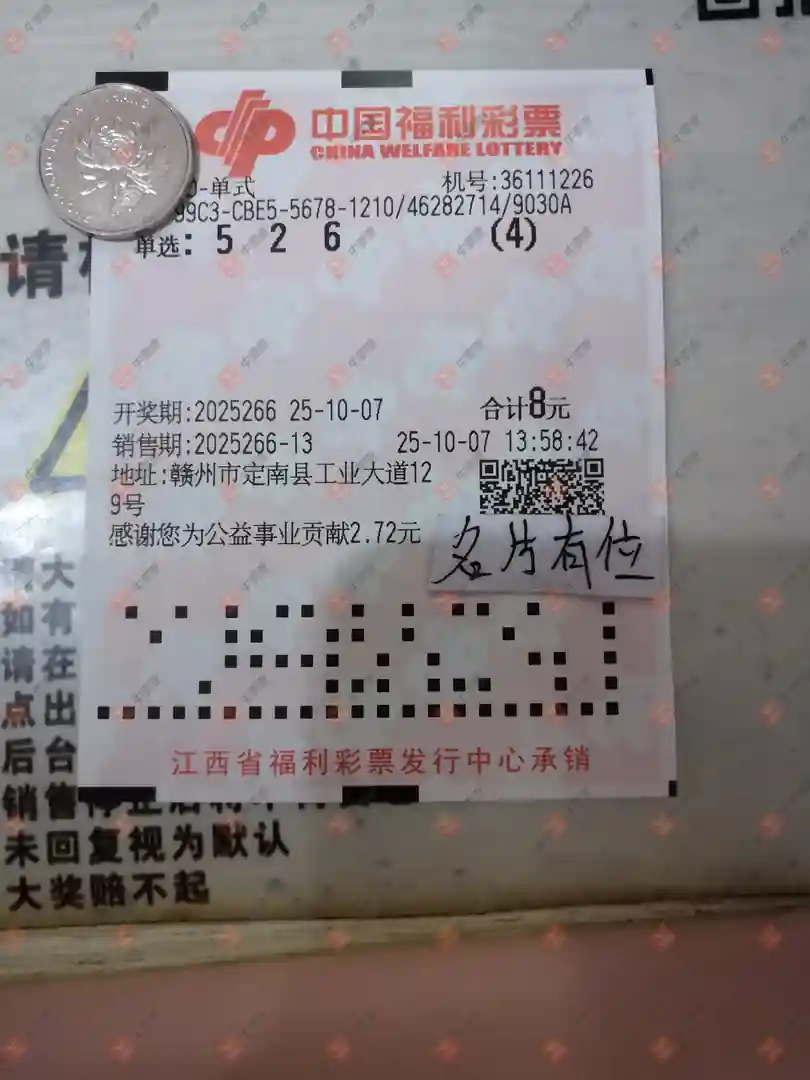 中国福利彩票
CHINA WELFARE LOTTERY
D-单式 机号:36111226
99C3-CBE5-5678-1210/46282714/9030A
单选: 5 2 6 (4)
请
开奖期:2025266 25-10-07 合计8元
销售期:2025266-13 25-10-07 13:58:42
地址:赣州市定南县工业大道12
9号
感谢您为公益事业贡献2.72元
名片有位
大
如有
请在
点出
后台
江西省福利彩票发行中心承销
销售
未回复视为默认
大奖赔不起